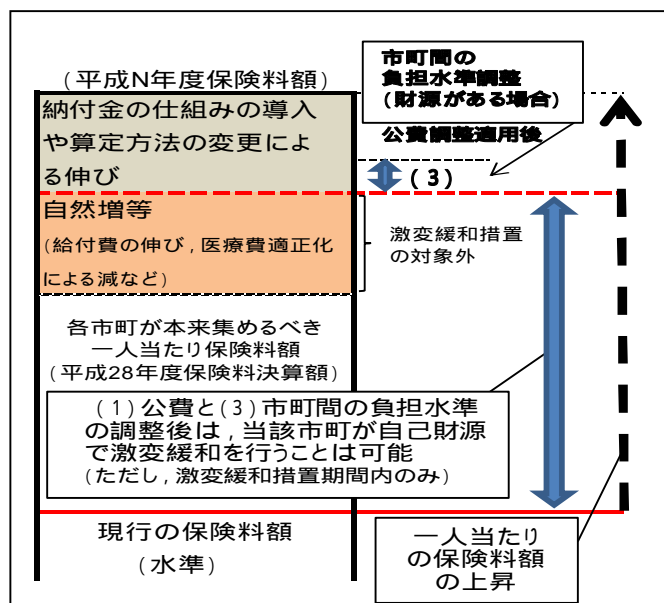 (平成N年度保険料額)
市町間の
負担水準調整
(財源がある場合)
公費調整適用後
納付金の仕組みの導入
や算定方法の変更によ
る伸び
(3)
自然増等
(給付費の伸び,医療費適正化
による減など)
激変緩和措置
の対象外
各市町が本来集めるべき
一人当たり保険料額
(平成28年度保険料決算額)
(1)公費と(3)市町間の負担水準
の調整後は,当該市町が自己財源
で激変緩和を行うことは可能
(ただし,激変緩和措置期間内のみ)
現行の保険料額
(水準)
一人当たり
の保険料額
の上昇